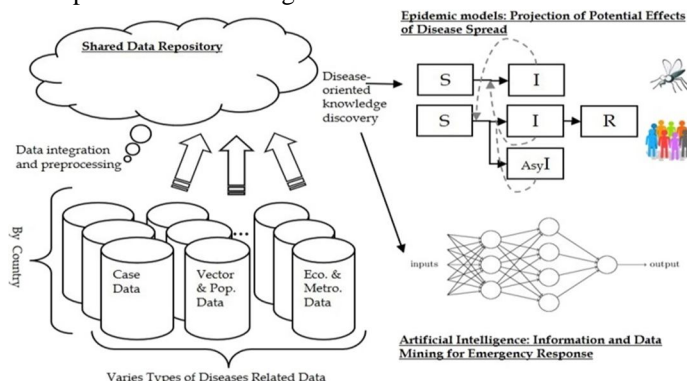 Shared Data Repository
Data integration
and preprocessing
By Country
Case
Data
Vector
& Pop.
Data
...
Eco. &
Metro.
Data
Varies Types of Diseases Related Data
Disease-
oriented
knowledge
discovery
Epidemic models: Projection of Potential Effects
of Disease Spread
S I
S I R
AsyI
inputs
output
Artificial Intelligence: Information and Data
Mining for Emergency Response